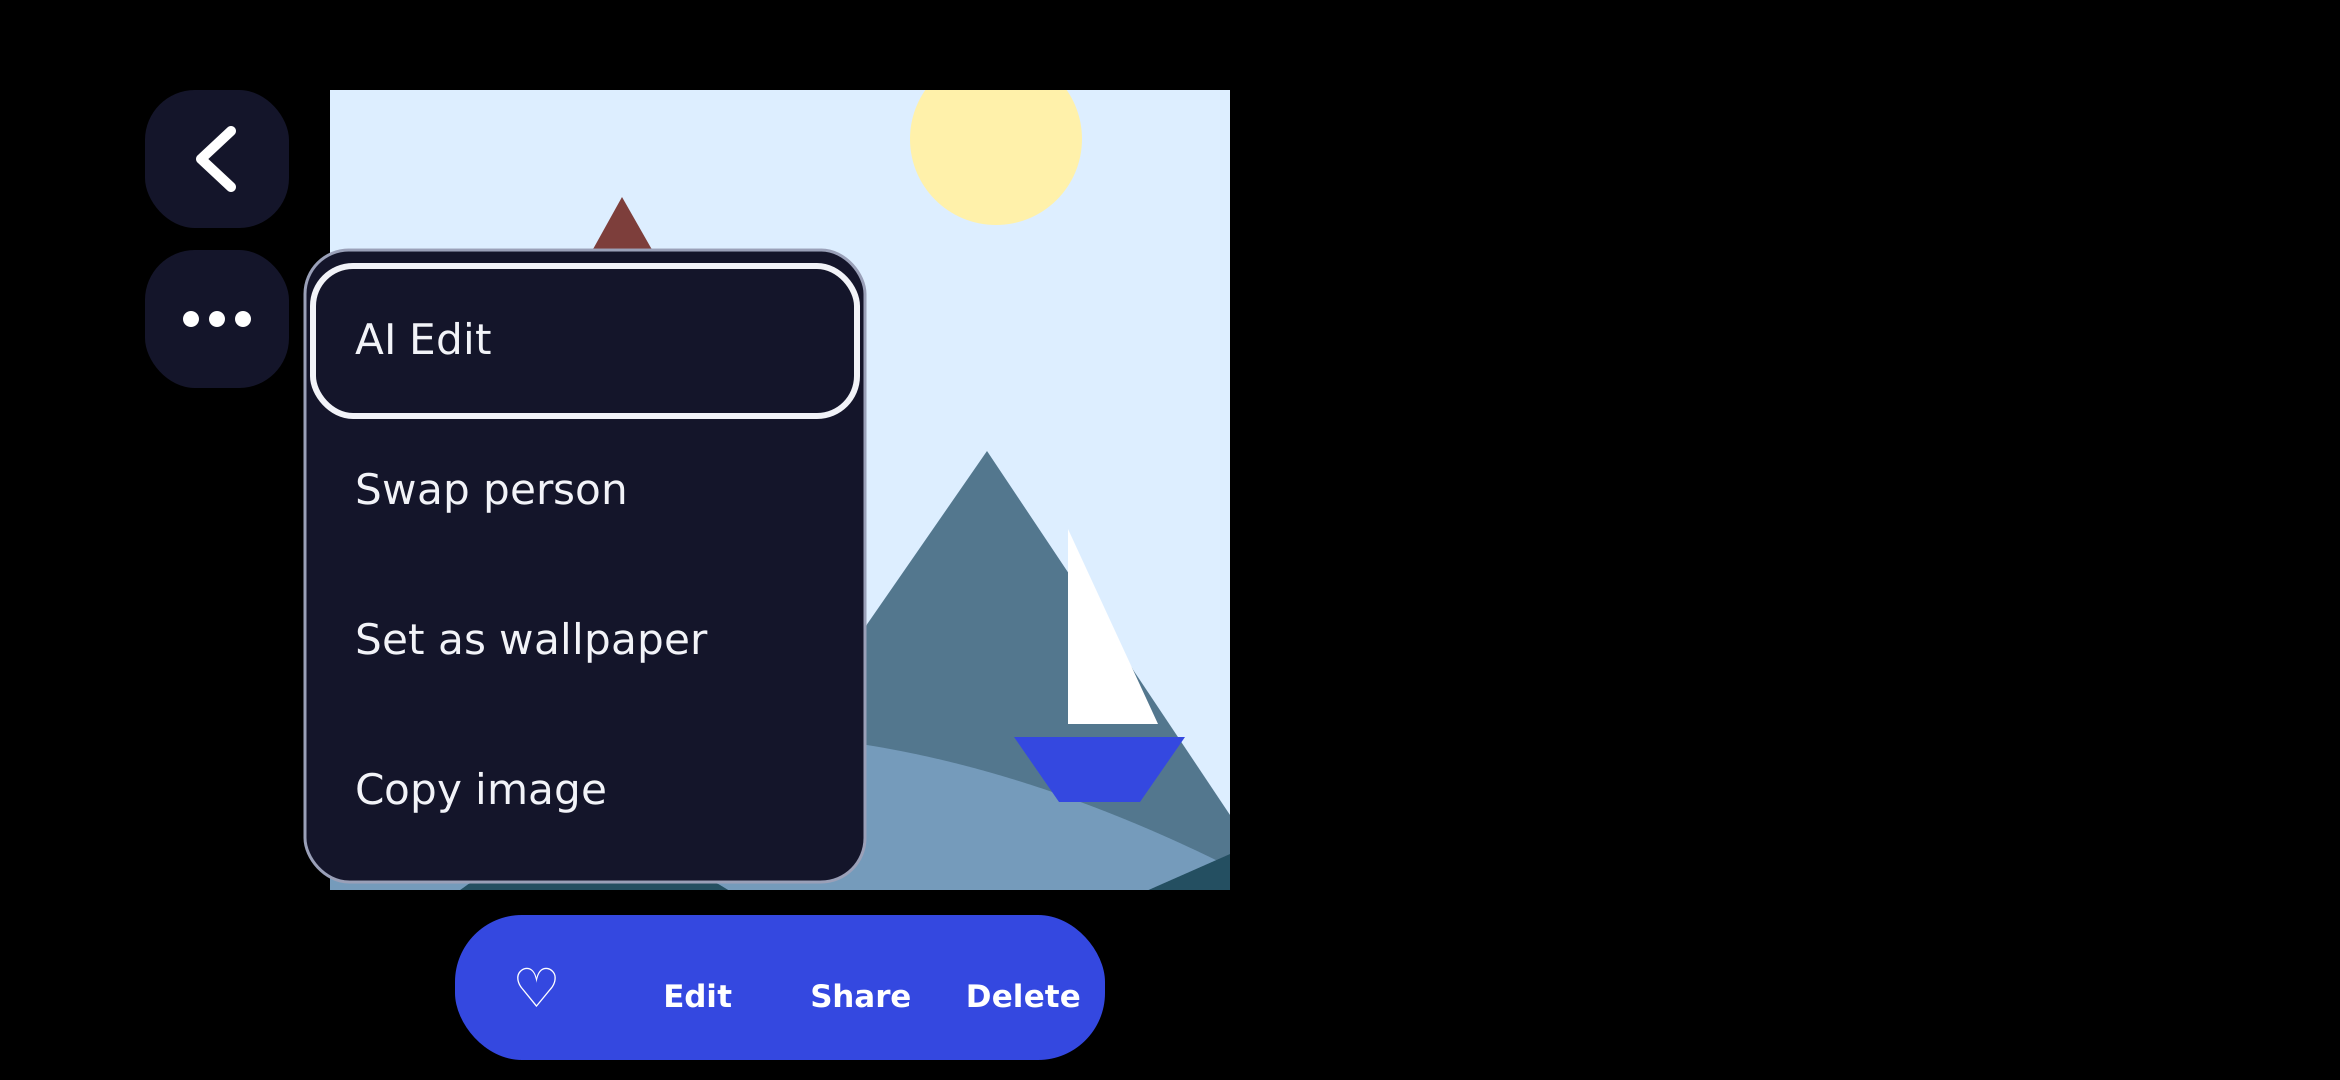 AI Edit
Swap person
Set as wallpaper
Copy image
Edit Share Delete